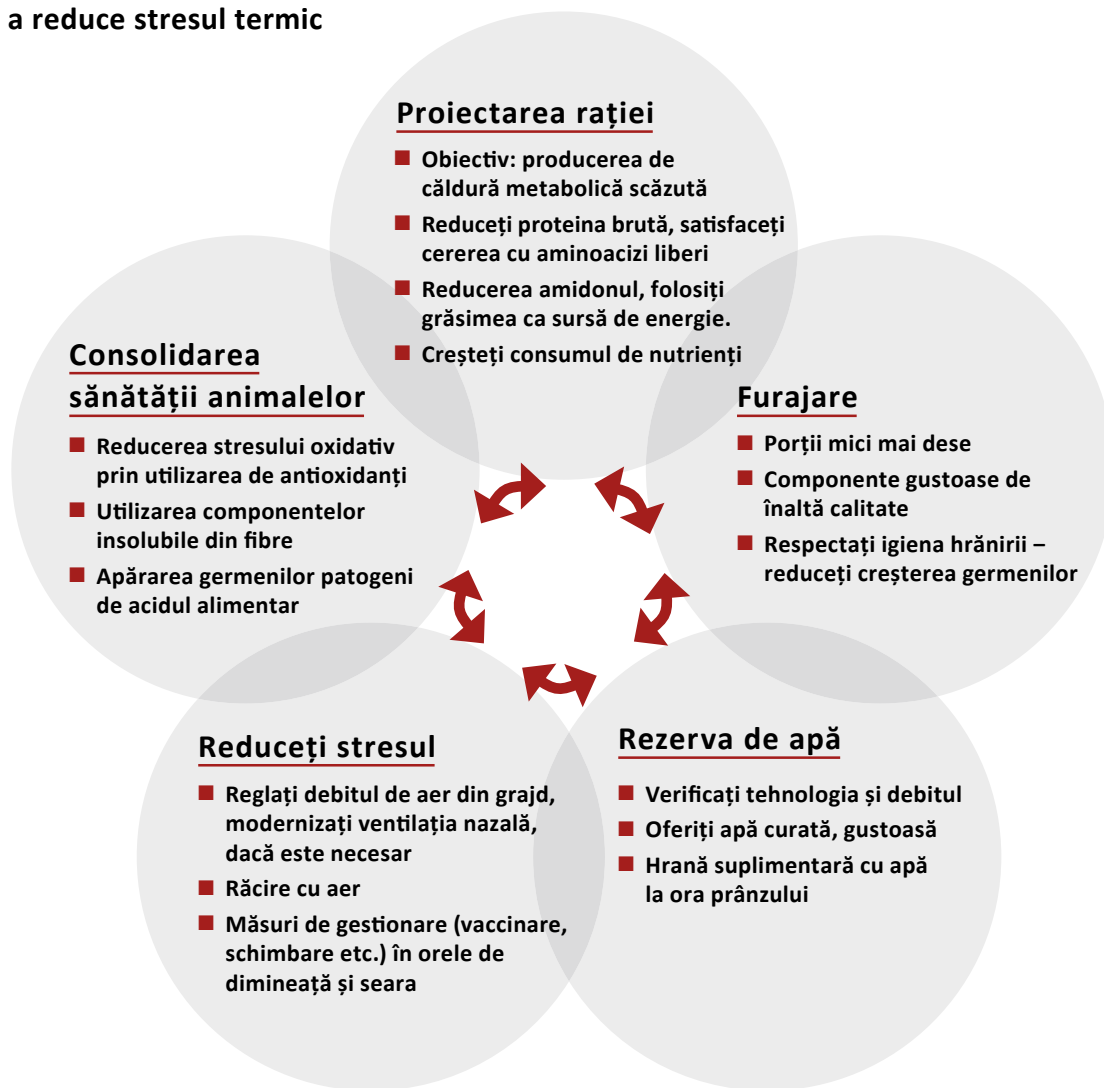 a reduce stresul termic
Proiectarea rației
Obiectiv: producerea de
căldură metabolică scăzută
Reduceți proteina brută, satisfaceți
cererea cu aminoacizi liberi
Reducerea amidonul, folosiți
grăsimea ca sursă de energie.
Creșteți consumul de nutrienți
Consolidarea
sănătății animalelor
Reducerea stresului oxidativ
prin utilizarea de antioxidanți
Utilizarea componentelor
insolubile din fibre
Apărarea germenilor patogeni
de acidul alimentar
Furajare
Porții mici mai dese
Componente gustoase de
înaltă calitate
Respectați igiena hrănirii –
reduceți creșterea germenilor
Reduceți stresul
Reglați debitul de aer din grajd,
modernizați ventilația nazală,
dacă este necesar
Răcire cu aer
Măsuri de gestionare (vaccinare,
schimbare etc.) în orele de
dimineață și seara
Rezerva de apă
Verificați tehnologia și debitul
Oferiți apă curată, gustoasă
Hrană suplimentară cu apă
la ora prânzului